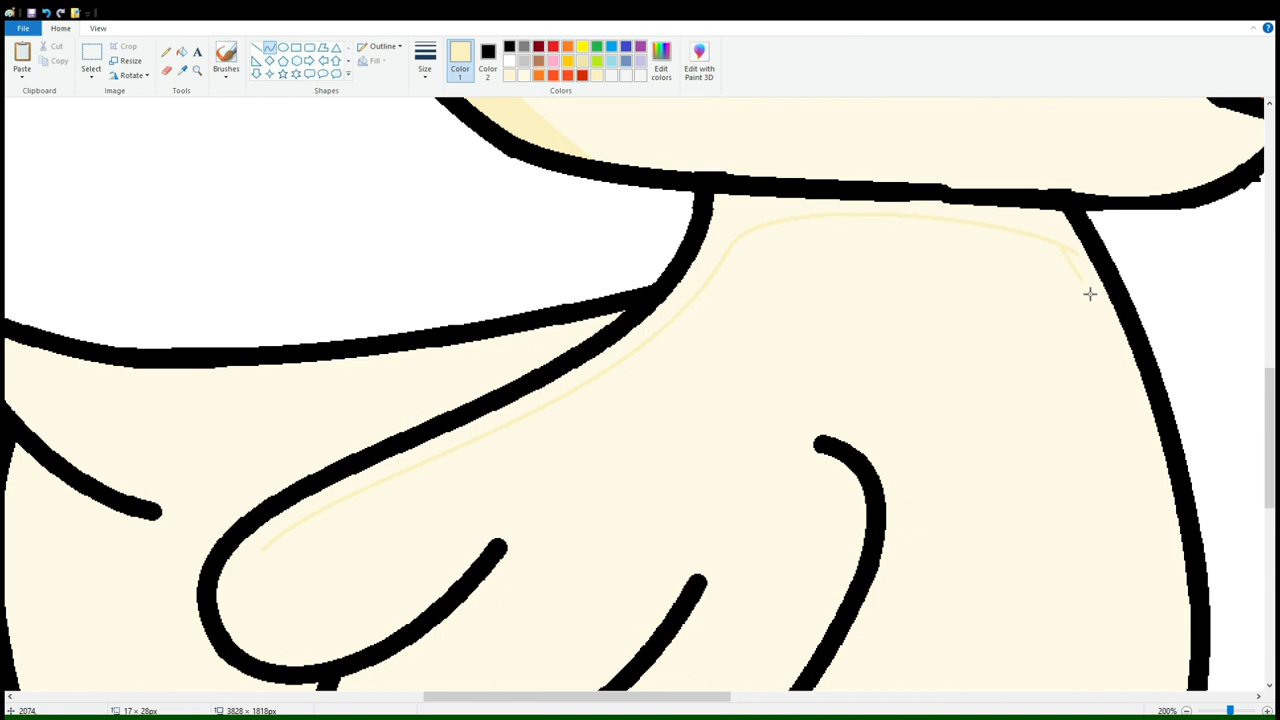 File Home View
Paste
Cut
Copy
Clipboard
Select
Crop
Resize
Rotate
Image
A
Tools
Brushes
Outline
Fill
Shapes
Size
Color
1
Color
2
Edit
colors
Colors
Edit with
Paint 3D
2074,
17 × 28px
3828 × 1818px
200%